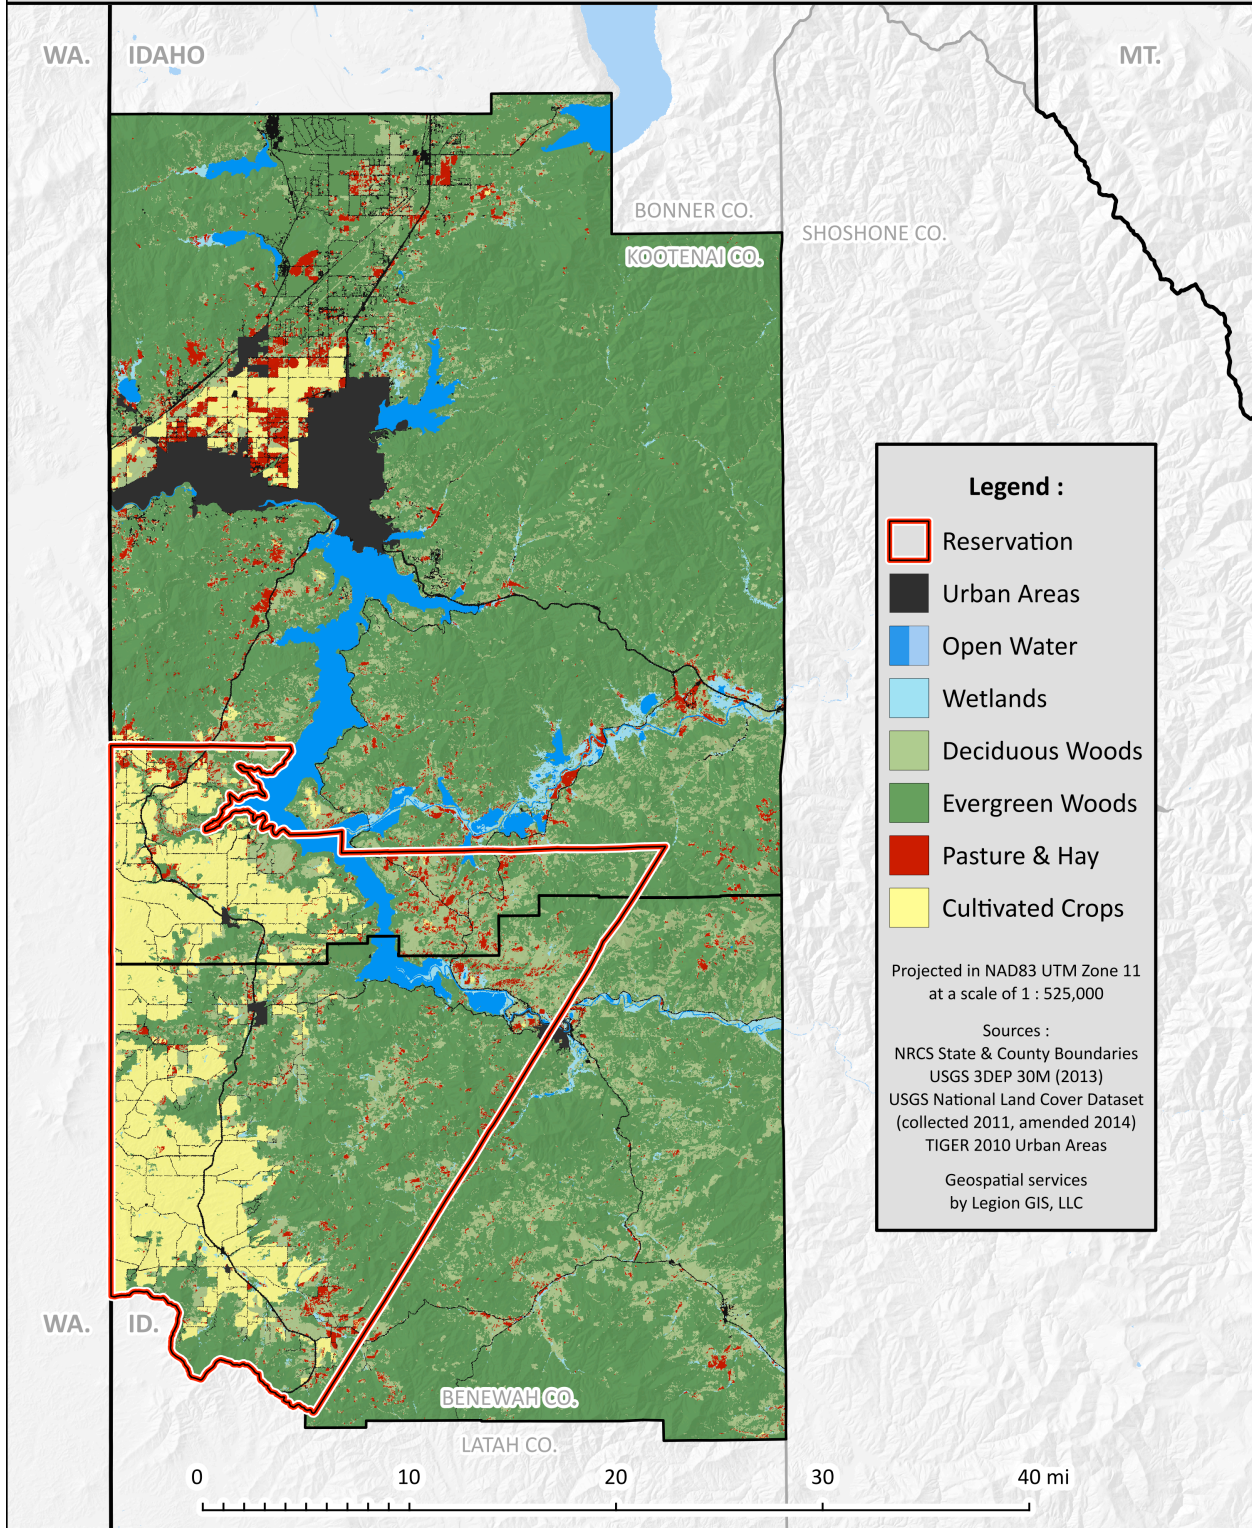 WA.
IDAHO
MT.
BONNER CO.
SHOSHONE CO.
KOOTENAI CO.
Legend :
Reservation
Urban Areas
Open Water
Wetlands
Deciduous Woods
Evergreen Woods
Pasture & Hay
Cultivated Crops
Projected in NAD83 UTM Zone 11
at a scale of 1 : 525,000
Sources :
NRCS State & County Boundaries
USGS 3DEP 30M (2013)
USGS National Land Cover Dataset
(collected 2011, amended 2014)
TIGER 2010 Urban Areas
Geospatial services
by Legion GIS, LLC
WA.
ID.
BENEWAH CO.
LATAH CO.
0 10 20 30 40 mi